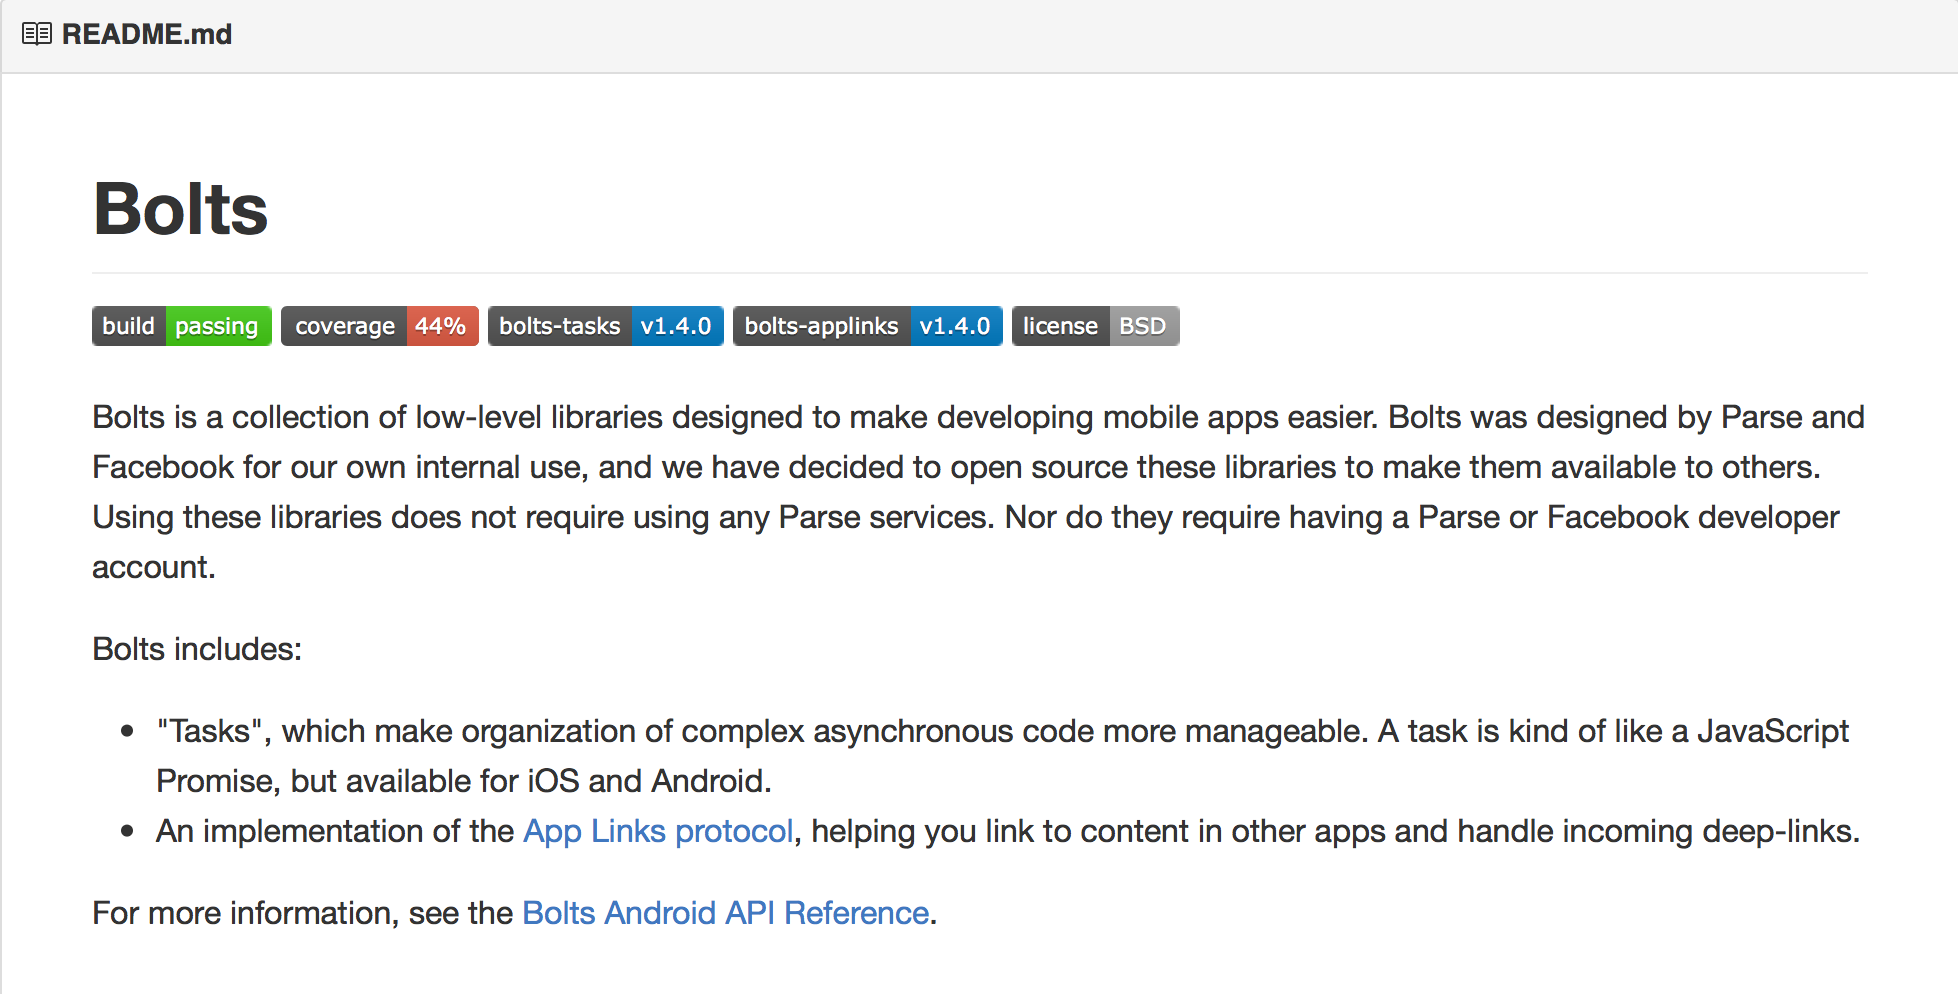 README.md
Bolts
build passing coverage 44% bolts-tasks v1.4.0 bolts-applinks v1.4.0 license BSD
Bolts is a collection of low-level libraries designed to make developing mobile apps easier. Bolts was designed by Parse and
Facebook for our own internal use, and we have decided to open source these libraries to make them available to others.
Using these libraries does not require using any Parse services. Nor do they require having a Parse or Facebook developer
account.
Bolts includes:
• "Tasks", which make organization of complex asynchronous code more manageable. A task is kind of like a JavaScript
Promise, but available for iOS and Android.
• An implementation of the App Links protocol, helping you link to content in other apps and handle incoming deep-links.
For more information, see the Bolts Android API Reference.